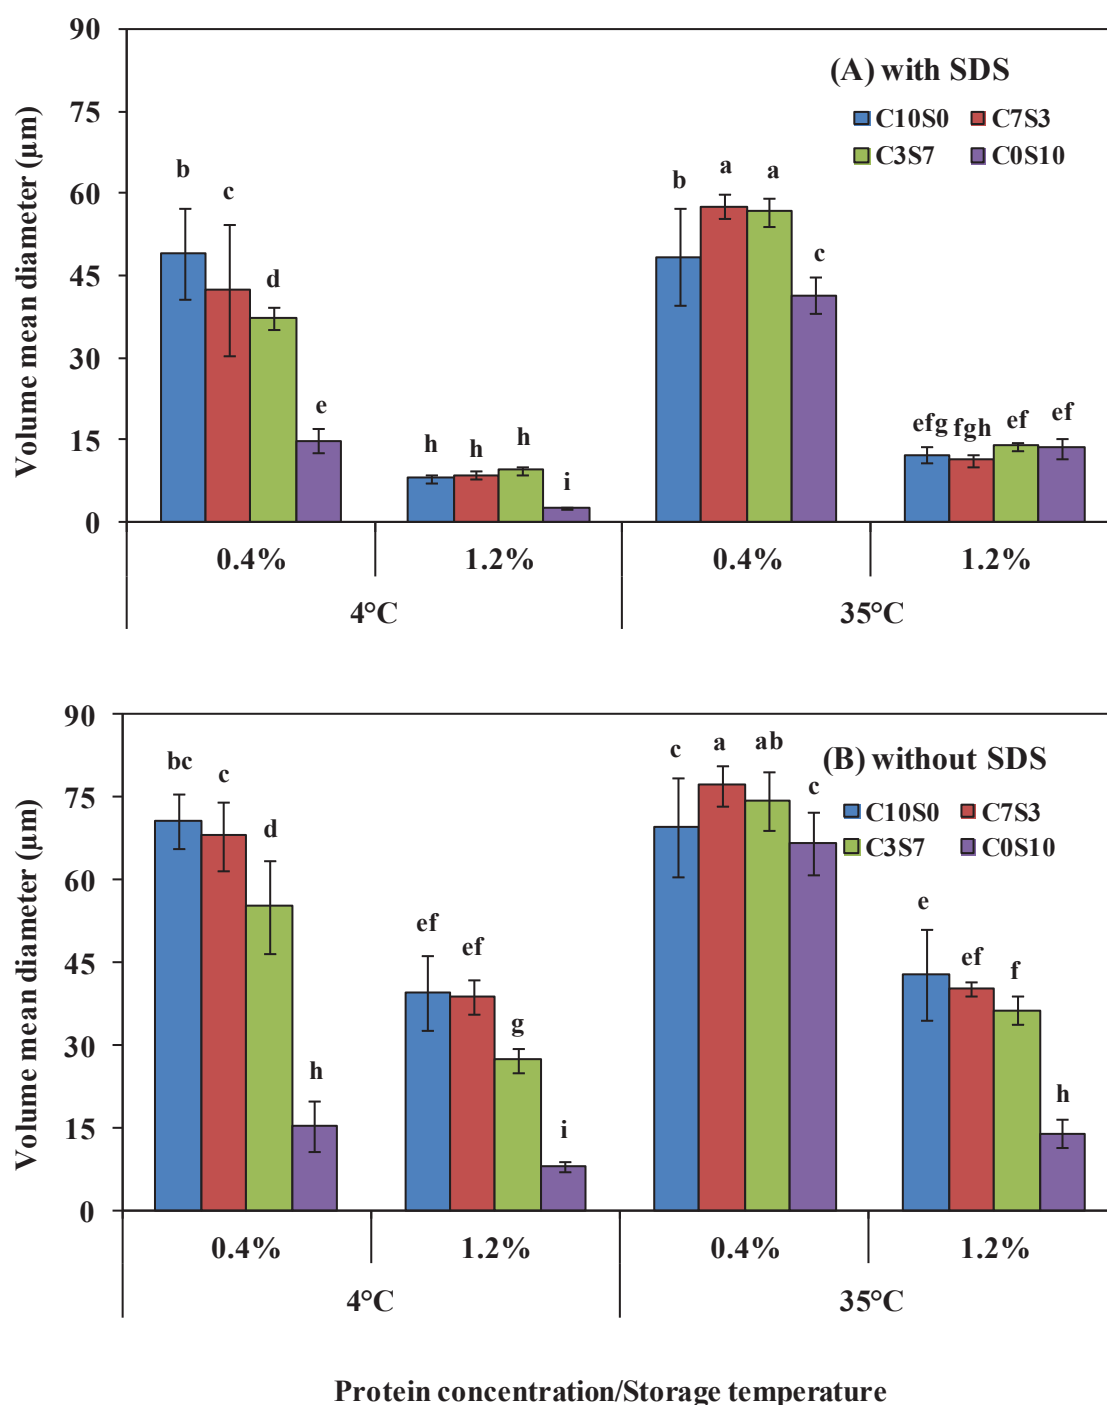 90
(A) with SDS
75
C10S0 C7S3
C3S7 C0S10
60
45
30
15
0
Volume mean diameter (µm)
b c d e h h h i b a a c efg fgh ef ef
0.4% 1.2% 0.4% 1.2%
4°C 35°C
90
(B) without SDS
75
C10S0 C7S3
C3S7 C0S10
60
45
30
15
0
Volume mean diameter (µm)
bc c d h ef ef g i c a ab c e ef f h
0.4% 1.2% 0.4% 1.2%
4°C 35°C
Protein concentration/Storage temperature